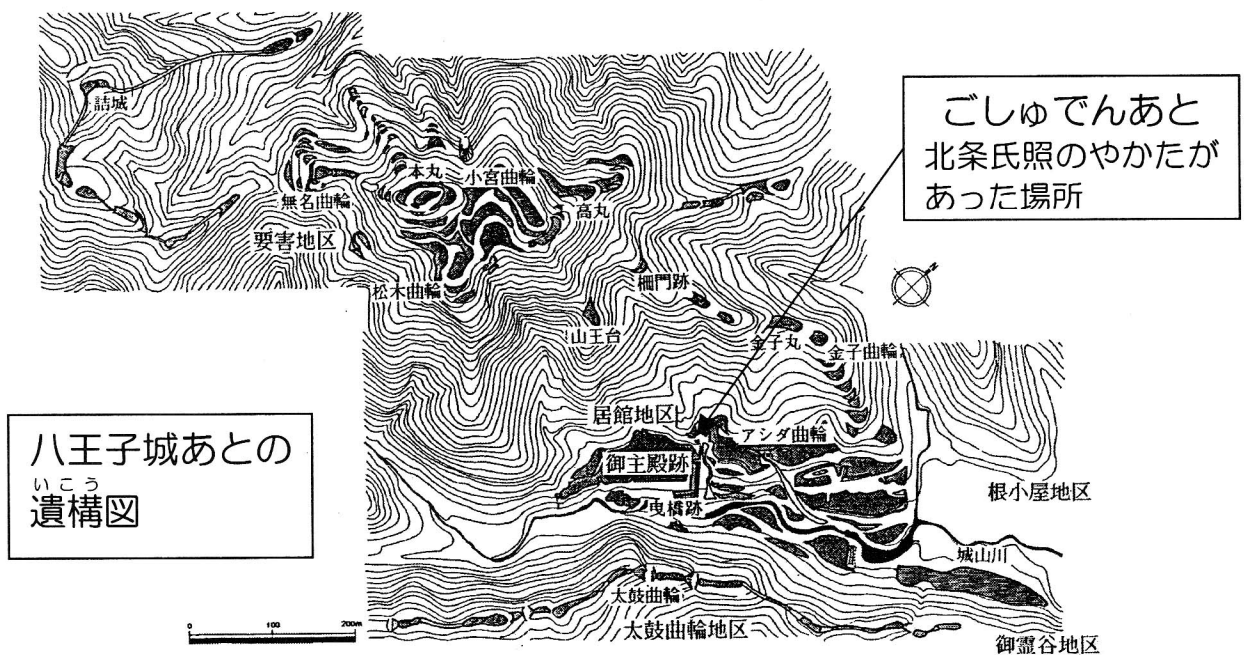 詰城
本丸
小宮曲輪
無名曲輪
高丸
要害地区
松木曲輪
柵門跡
山王台
金子丸
金子曲輪
ごしゅでんあと
北条氏照のやかたが
あった場所
N
居館地区
アシダ曲輪
御主殿跡
曳橋跡
根小屋地区
城山川
太鼓曲輪
太鼓曲輪地区
御霊谷地区
八王子城あとの
いこう
遺構図
0 100 200m